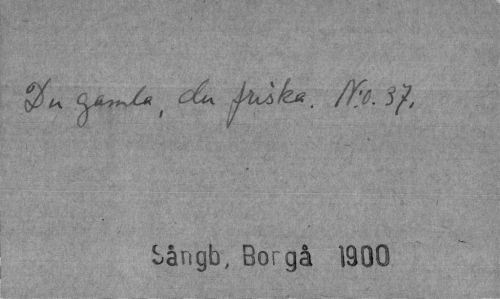 Du gamla, du friska. N:o. 37.
Sångb, Borgå 1900